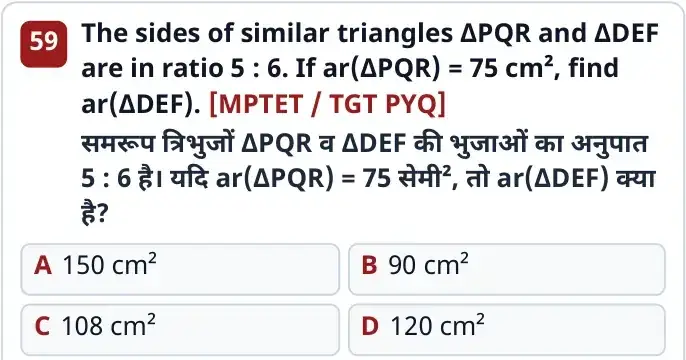 59 The sides of similar triangles ΔPQR and ΔDEF
are in ratio 5 : 6. If ar(ΔPQR) = 75 cm², find
ar(ΔDEF). [MPTET / TGT PYQ]
समरूप त्रिभुजों ΔPQR व ΔDEF की भुजाओं का अनुपात
5 : 6 है। यदि ar(ΔPQR) = 75 सेमी², तो ar(ΔDEF) क्या
है?
A 150 cm² B 90 cm²
C 108 cm² D 120 cm²